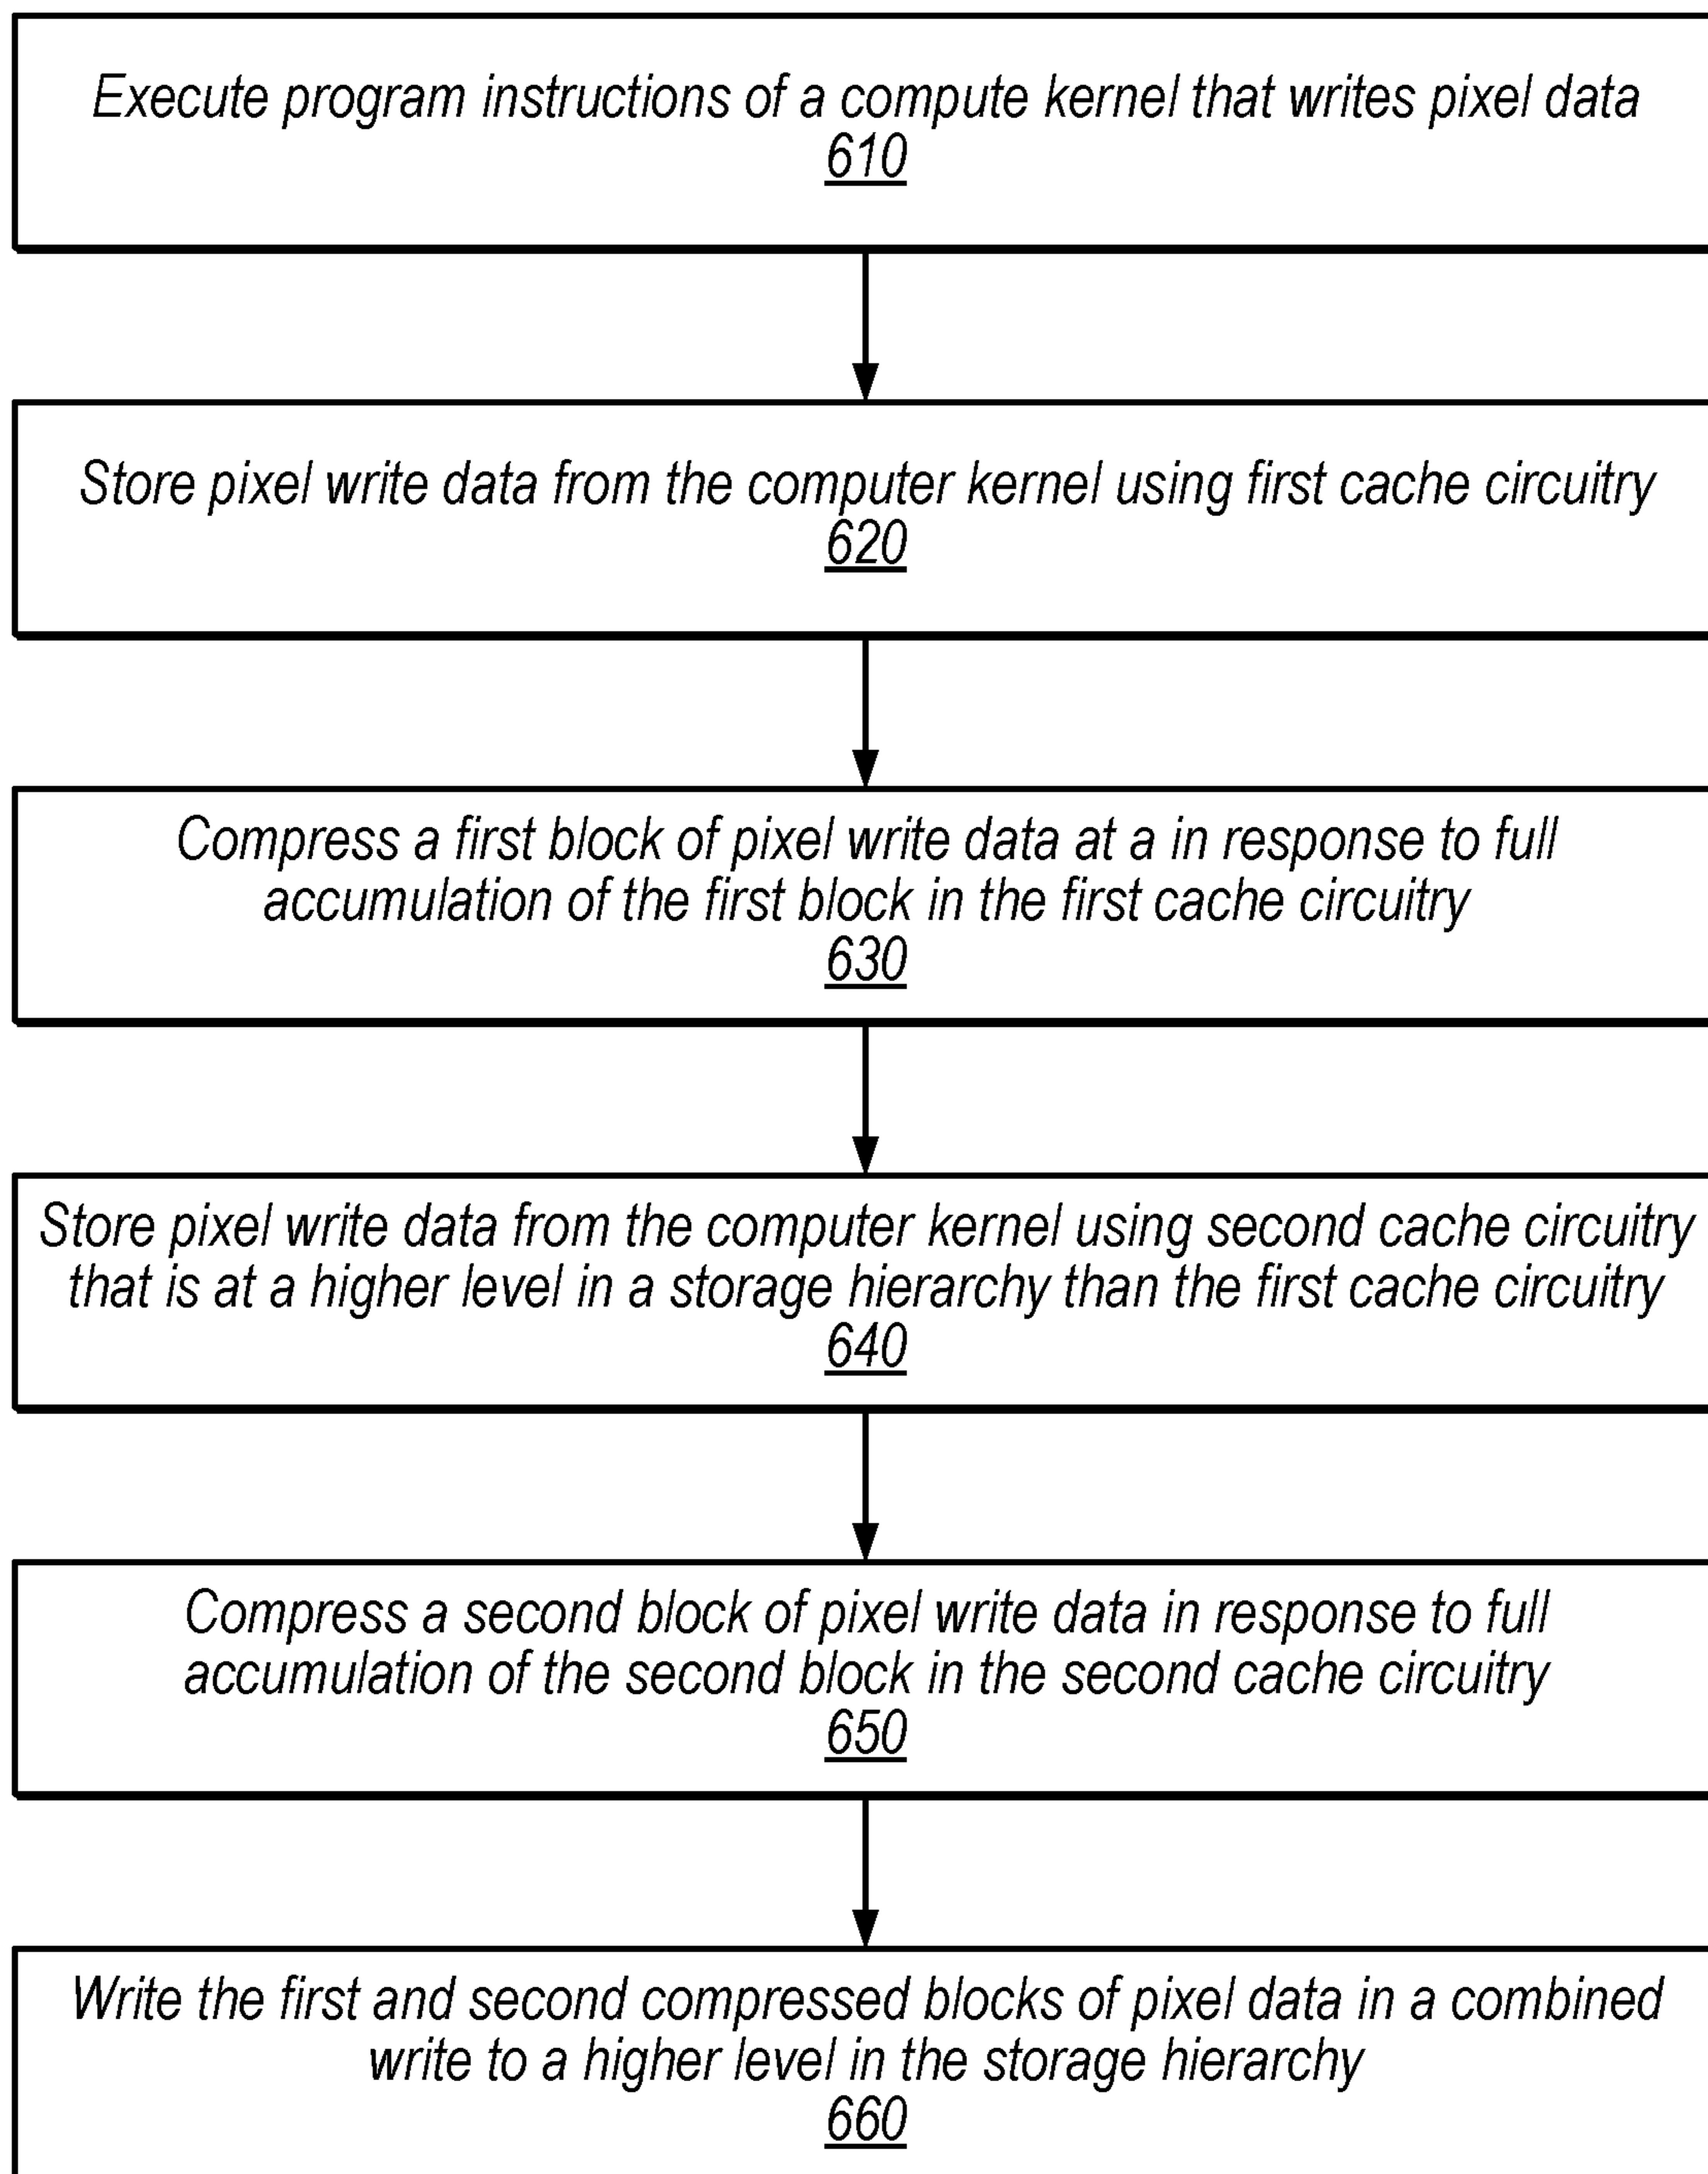 Execute program instructions of a compute kernel that writes pixel data
610
Store pixel write data from the computer kernel using first cache circuitry
620
Compress a first block of pixel write data at a in response to full
accumulation of the first block in the first cache circuitry
630
Store pixel write data from the computer kernel using second cache circuitry
that is at a higher level in a storage hierarchy than the first cache circuitry
640
Compress a second block of pixel write data in response to full
accumulation of the second block in the second cache circuitry
650
Write the first and second compressed blocks of pixel data in a combined
write to a higher level in the storage hierarchy
660